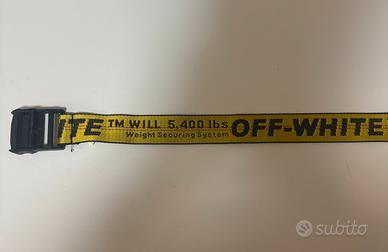 ITE ™ WILL 5,400 lbs OFF-WHITE
Weight Securing System
subito